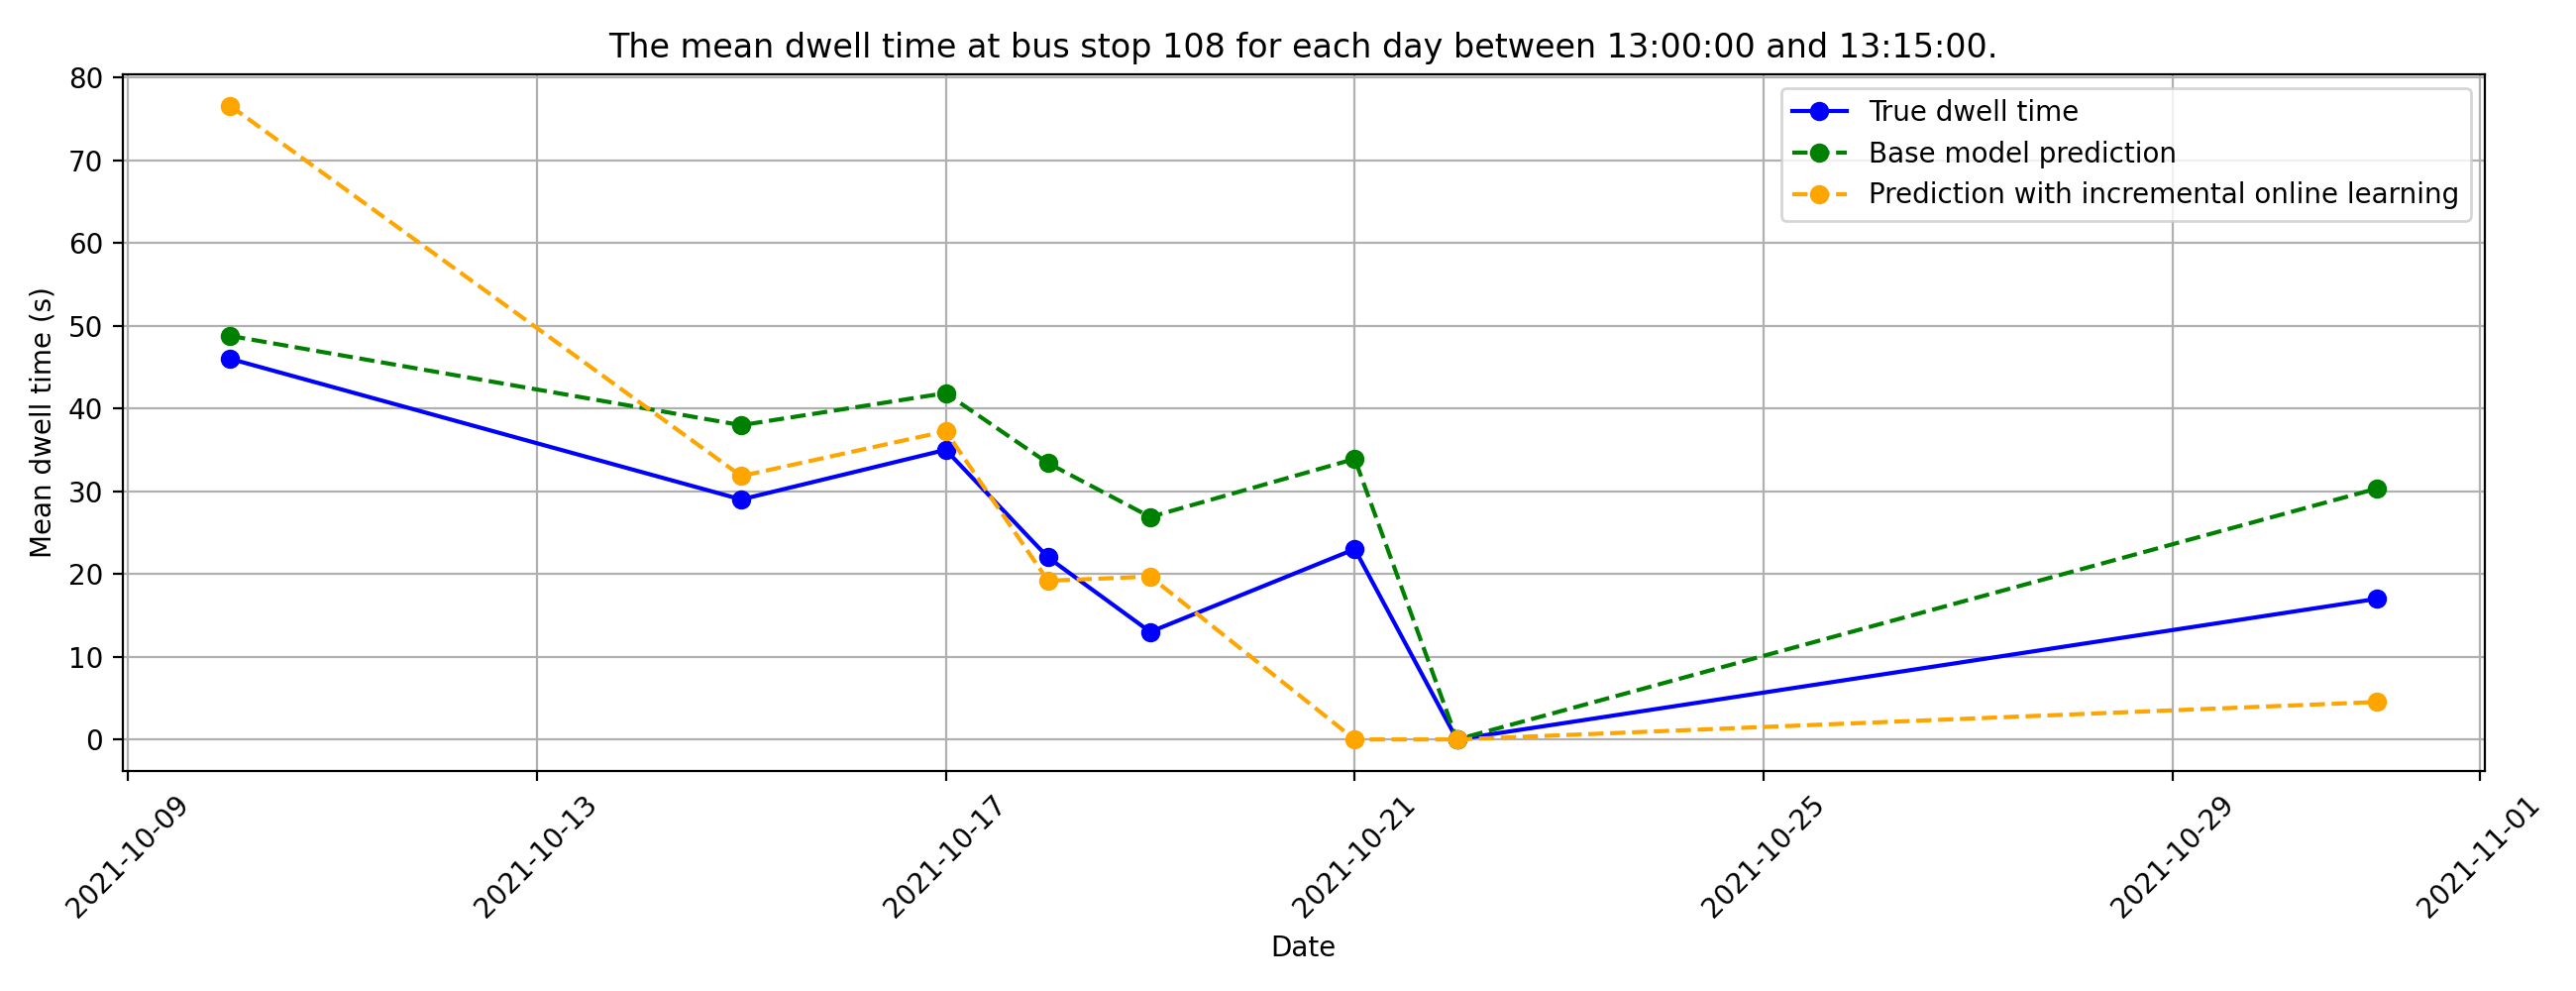 The mean dwell time at bus stop 108 for each day between 13:00:00 and 13:15:00.
True dwell time
Base model prediction
Prediction with incremental online learning
Mean dwell time (s)
80
70
60
50
40
30
20
10
0
2021-10-09
2021-10-13
2021-10-17
2021-10-21
2021-10-25
2021-10-29
2021-11-01
Date